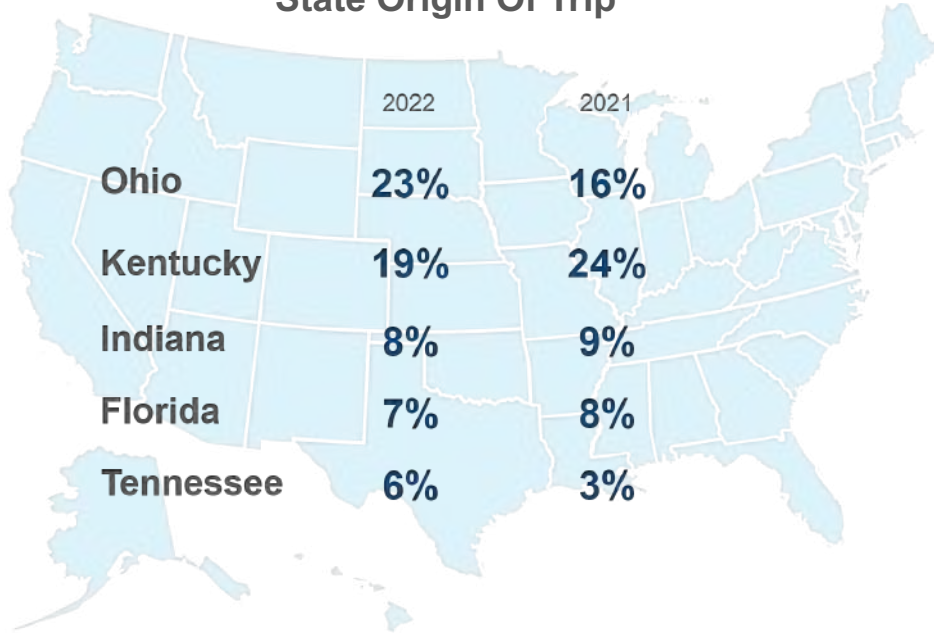 State Origin Of Trip
2022 2021
Ohio 23% 16%
Kentucky 19% 24%
Indiana 8% 9%
Florida 7% 8%
Tennessee 6% 3%